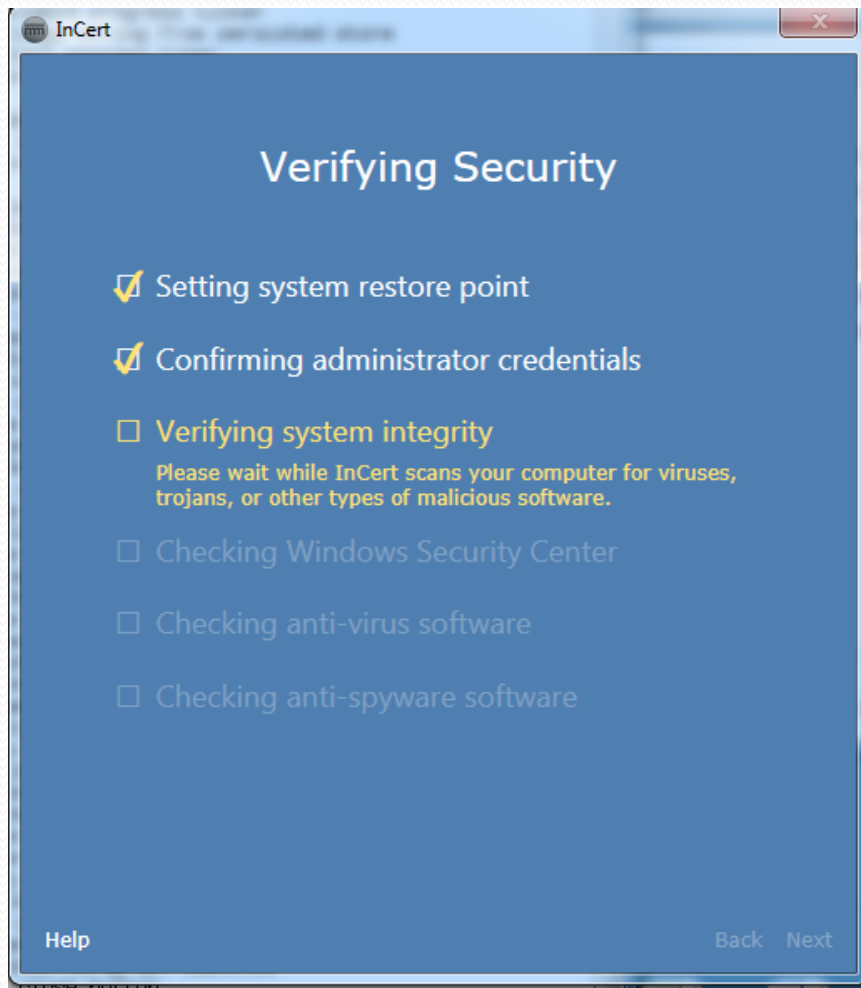 InCert
Verifying Security
Setting system restore point
Confirming administrator credentials
Verifying system integrity
Please wait while InCert scans your computer for viruses,
trojans, or other types of malicious software.
Checking Windows Security Center
Checking anti-virus software
Checking anti-spyware software
Help
Back Next